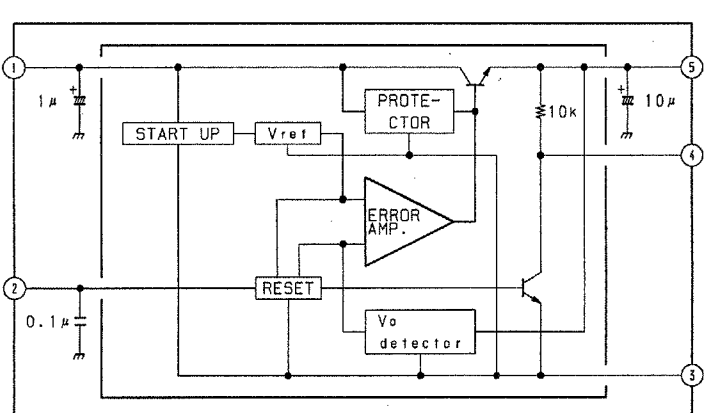 1
5
+
1μ
PROTE-
CTOR
+
10μ
10k
START UP
Vref
4
ERROR
AMP.
2
RESET
0.1μ
Vo
detector
3